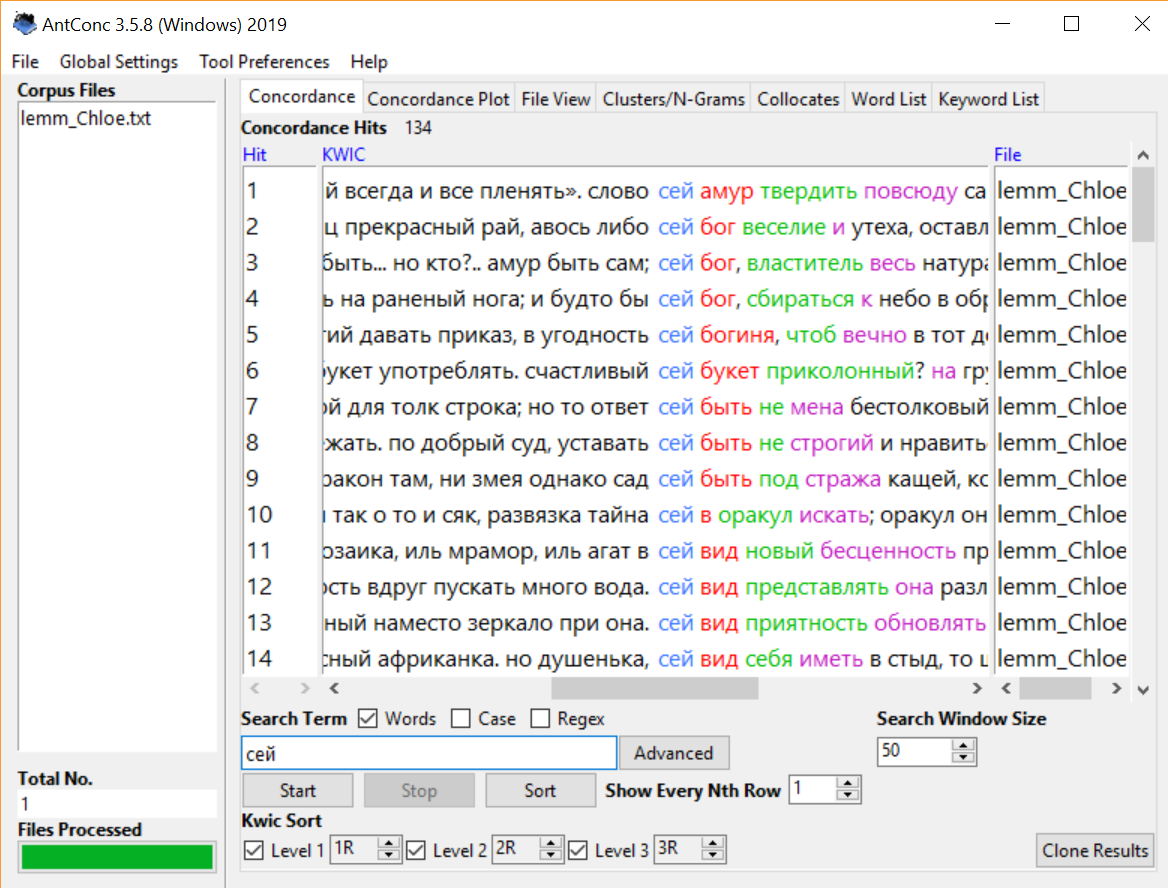 AntConc 3.5.8 (Windows) 2019
File Global Settings Tool Preferences Help
Corpus Files
lemm_Chloe.txt
Concordance Concordance Plot File View Clusters/N-Grams Collocates Word List Keyword List
Concordance Hits 134
Hit KWIC File
1 й всегда и все пленять». слово сей амур твердить повсюду са lemm_Chloe
2 ц прекрасный рай, авось либо сей бог веселие и утеха, оставл lemm_Chloe
3 быть... но кто?.. амур быть сам; сей бог, властитель весь натура lemm_Chloe
4 ь на раненый нога; и будто бы сей бог, сбираться к небо в обр lemm_Chloe
5 гий давать приказ, в угодность сей богиня, чтоб вечно в тот до lemm_Chloe
6 букет употреблять. счастливый сей букет приколонный? на гру lemm_Chloe
7 ой для толк строка; но то ответ сей быть не мена бестолковый lemm_Chloe
8 ежать. по добрый суд, уставать сей быть не строгий и нравить lemm_Chloe
9 ракон там, ни змея однако сад сей быть под стража кащей, ко lemm_Chloe
10 так о то и сяк, развязка тайна сей в оракул искать; оракул он lemm_Chloe
11 озаика, иль мрамор, иль агат в сей вид новый бесценность пр lemm_Chloe
12 ость вдруг пускать много вода. сей вид представлять она разл lemm_Chloe
13 ный наместо зеркало при она. сей вид приятность обновлять lemm_Chloe
14 сный африканка. но душенька, сей вид себя иметь в стыд, то lemm_Chloe
Search Term Words Case Regex Search Window Size
сей Advanced 50
Start Stop Sort Show Every Nth Row 1
Total No.
1
Files Processed
Kwic Sort
Level 1 1R Level 2 2R Level 3 3R Clone Results